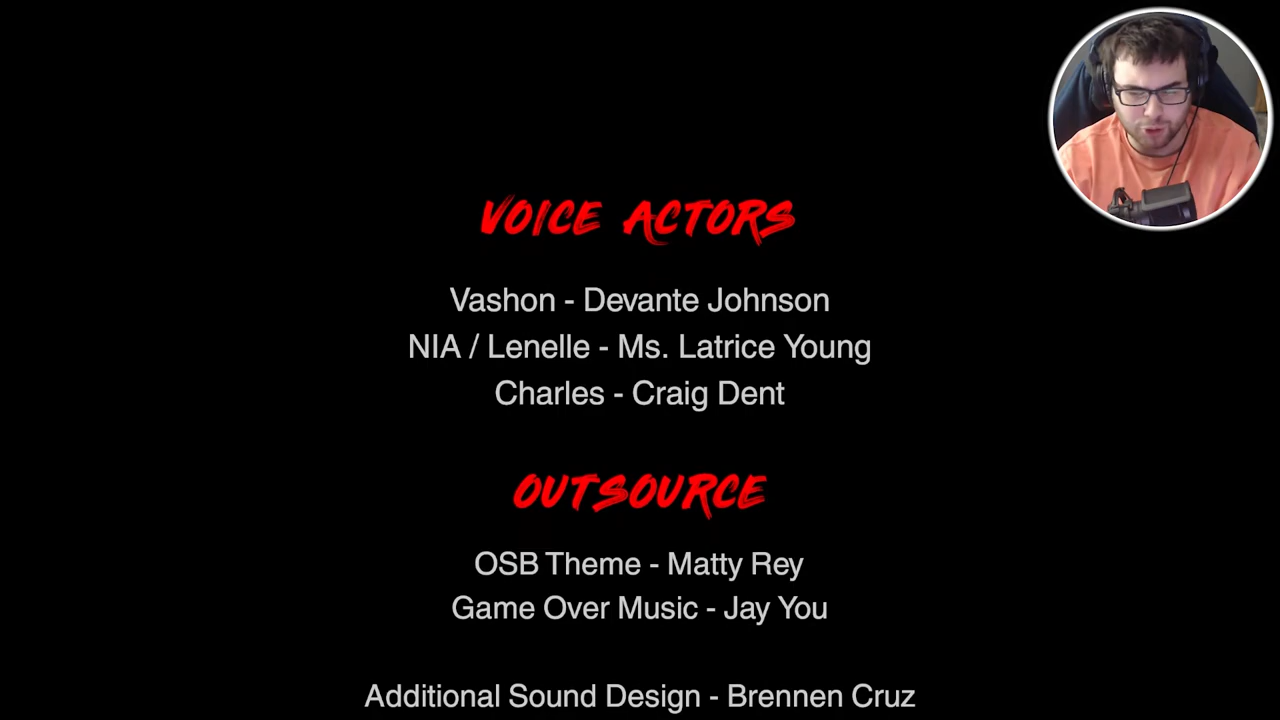 VOICE ACTORS
Vashon - Devante Johnson
NIA / Lenelle - Ms. Latrice Young
Charles - Craig Dent
OUTSOURCE
OSB Theme - Matty Rey
Game Over Music - Jay You
Additional Sound Design - Brennen Cruz